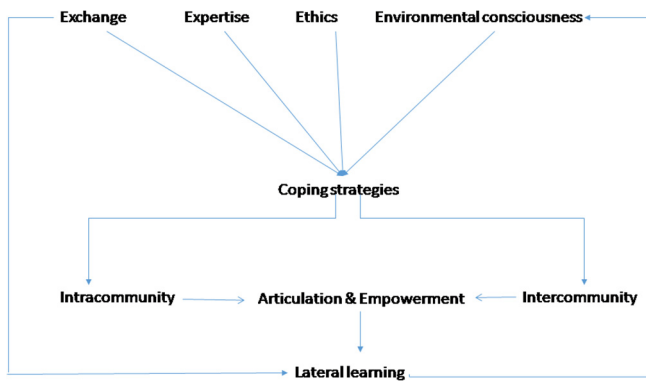 Exchange Expertise Ethics Environmental consciousness
Coping strategies
Intracommunity Articulation & Empowerment Intercommunity
Lateral learning